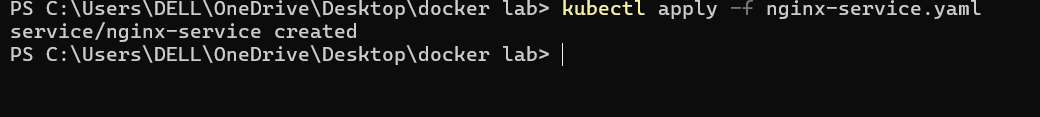 PS C:\Users\DELL\OneDrive\Desktop\docker lab> kubectl apply -f nginx-service.yaml
service/nginx-service created
PS C:\Users\DELL\OneDrive\Desktop\docker lab>